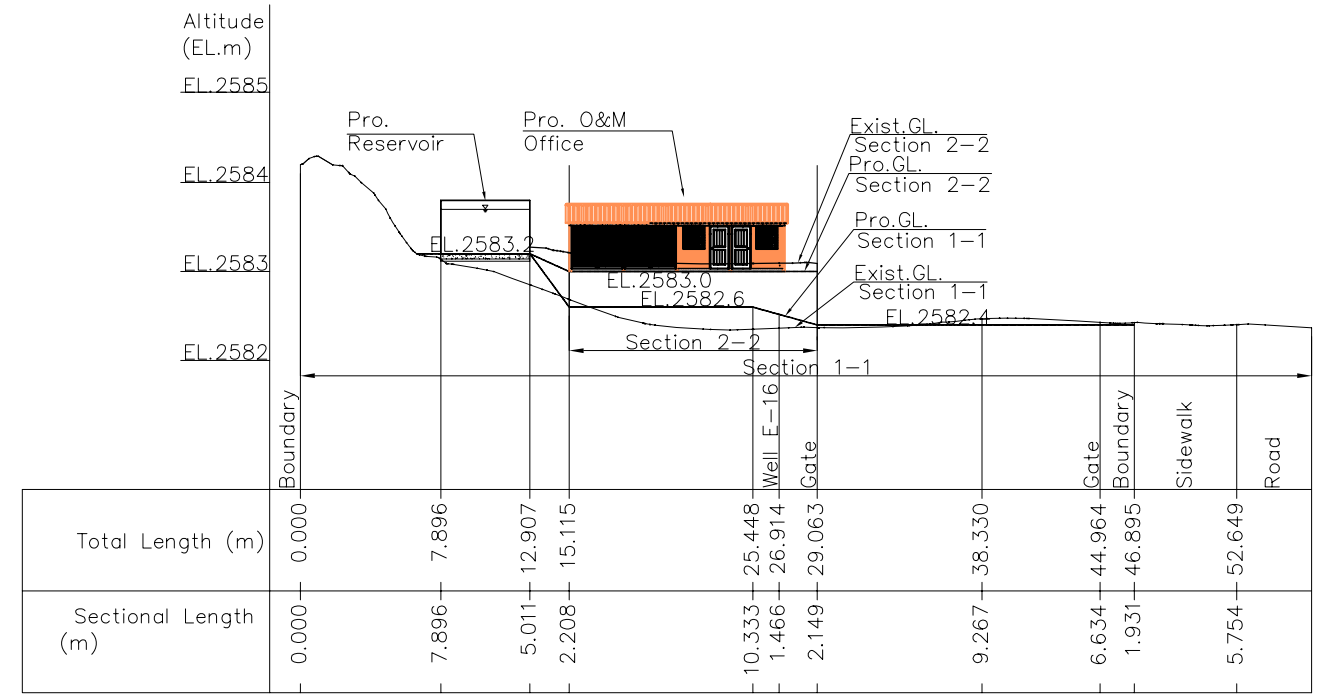 Altitude
(EL.m)
EL.2585
EL.2584
EL.2583
EL.2582
Pro.
Reservoir
Pro. O&M
Office
Exist.GL.
Section 2-2
Pro.GL.
Section 2-2
Pro.GL.
Section 1-1
Exist.GL.
Section 1-1
EL.2583.2
EL.2583.0
EL.2582.6
EL.2582.4
Section 2-2
Section 1-1
Boundary
Well E-16
Gate
Gate
Boundary
Sidewalk
Road
Total Length (m)
0.000
7.896
12.907
15.115
25.448
26.914
29.063
38.330
44.964
46.895
52.649
Sectional Length
(m)
0.000
7.896
5.011
2.208
10.333
1.466
2.149
9.267
6.634
1.931
5.754